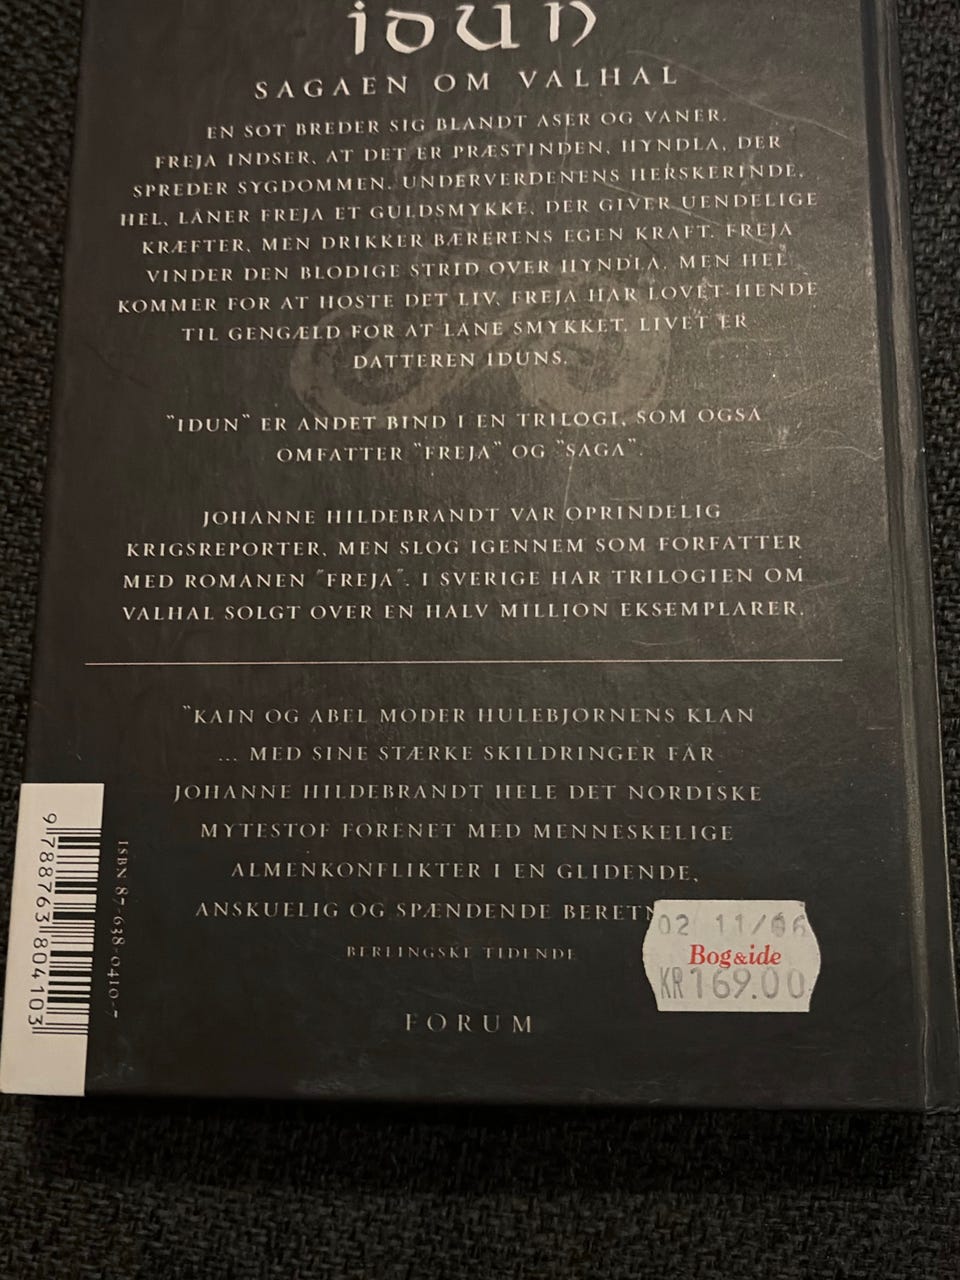 idun
SAGAEN OM VALHAL
EN SOT BREDER SIG BLANDT ASER OG VANER.
FREJA INDSER, AT DET ER PRÆSTINDEN, HYNDLA, DER
SPREDER SYGDOMMEN. UNDERVERDENENS HERSKERINDE,
HEL, LÅNER FREJA ET GULDSMYKKE, DER GIVER UENDELIGE
KRÆFTER, MEN DRIKKER BÆRERENS EGEN KRAFT. FREJA
VINDER DEN BLODIGE STRID OVER HYNDLA, MEN HEL
KOMMER FOR AT HØSTE DET LIV, FREJA HAR LOVET HENDE
TIL GENGÆLD FOR AT LÅNE SMYKKET. LIVET ER
DATTEREN IDUNS.
"IDUN" ER ANDET BIND I EN TRILOGI, SOM OGSÅ
OMFATTER "FREJA" OG "SAGA".
JOHANNE HILDEBRANDT VAR OPRINDELIG
KRIGSREPORTER, MEN SLOG IGENNEM SOM FORFATTER
MED ROMANEN "FREJA". I SVERIGE HAR TRILOGIEN OM
VALHAL SOLGT OVER EN HALV MILLION EKSEMPLARER.
"KAIN OG ABEL MØDER HULEBJØRNENS KLAN
... MED SINE STÆRKE SKILDRINGER FÅR
JOHANNE HILDEBRANDT HELE DET NORDISKE
MYTESTOF FORENET MED MENNESKELIGE
ALMENKONFLIKTER I EN GLIDENDE,
ANSKUELIG OG SPÆNDENDE BERETN
BERLINGSKE TIDENDE
FORUM
02 11/06
Bog&ide
KR 169.00
ISBN 87-638-0410-7
9 788763 804103